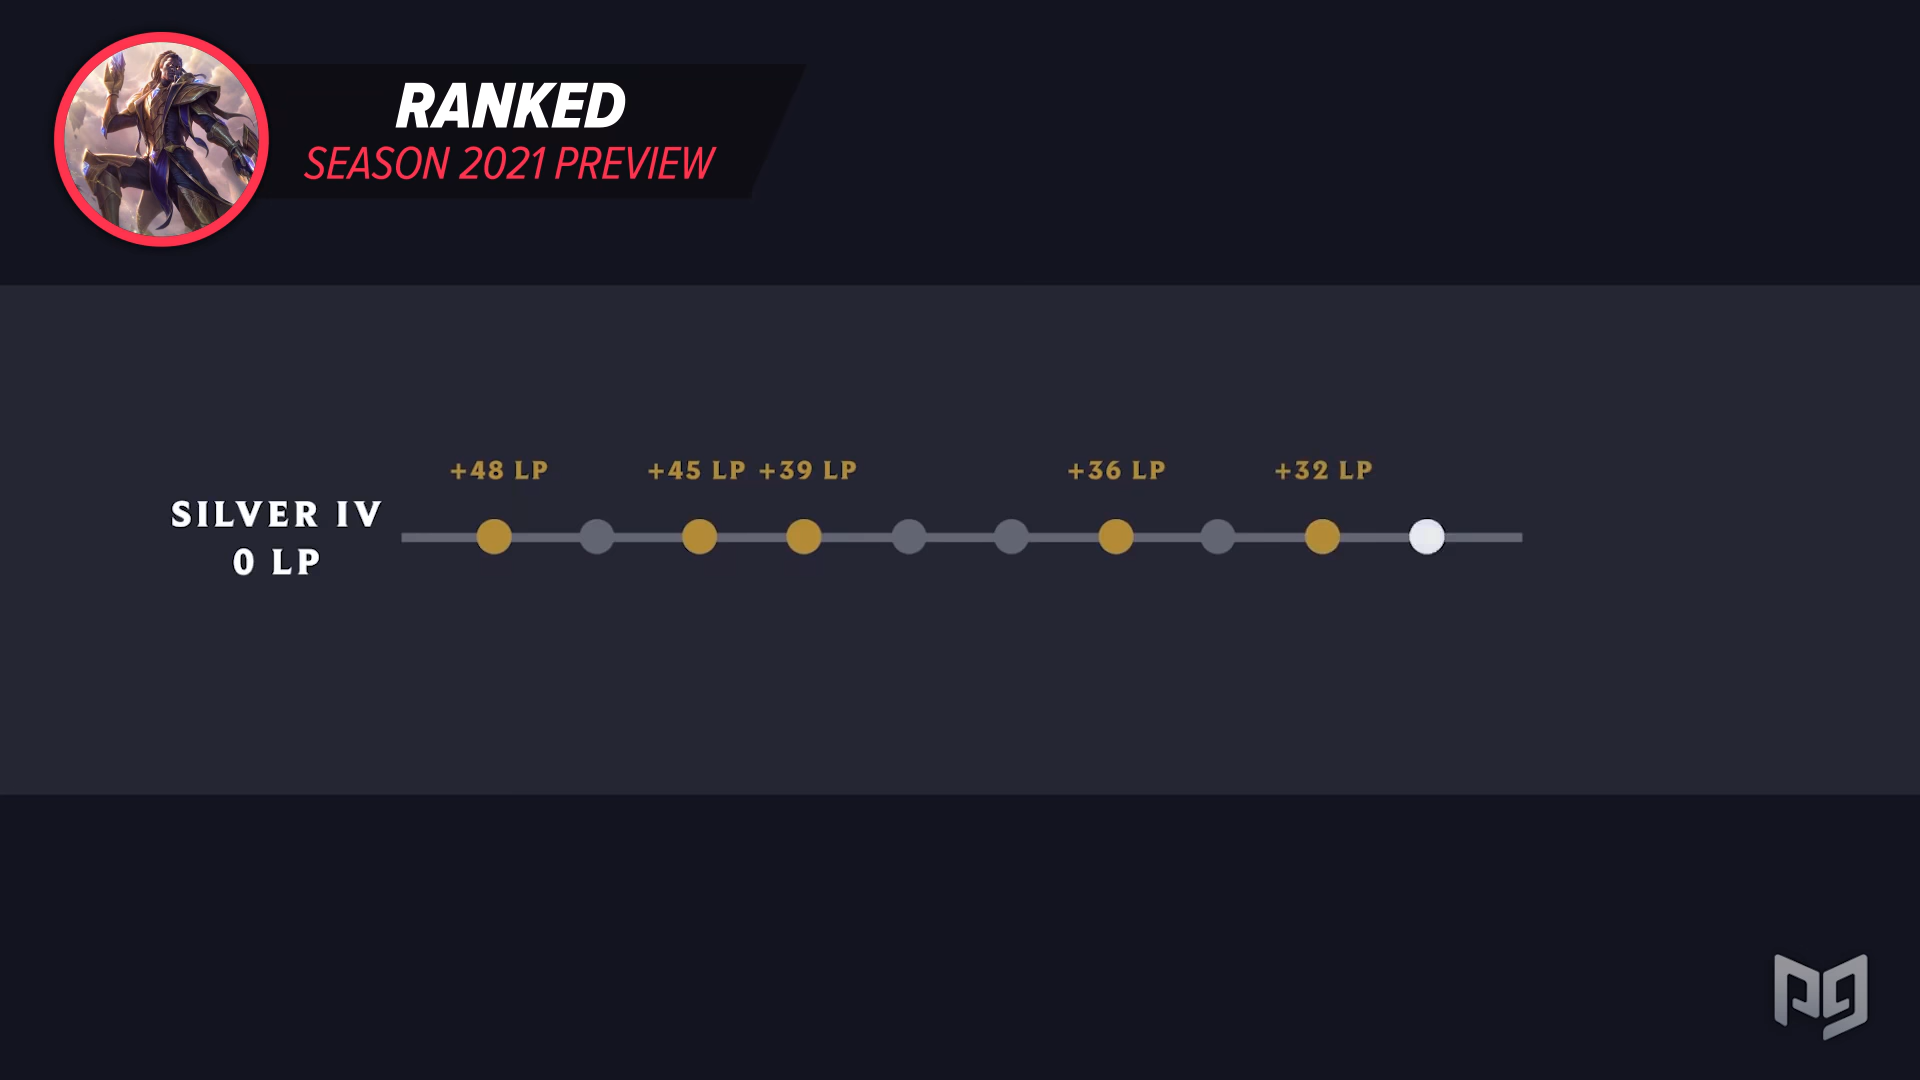 RANKED
SEASON 2021 PREVIEW
+48 LP +45 LP +39 LP +36 LP +32 LP
SILVER IV
0 LP